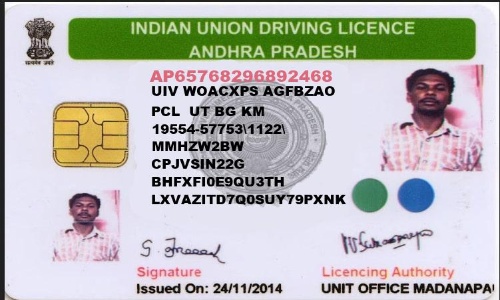 INDIAN UNION DRIVING LICENCE
ANDHRA PRADESH
AP65768296892468
UIV WOACXPS AGFBZAO
PCL UT BG KM
19554-57753\1122\
MMHZW2BW
CPJVSIN22G
BHFXFI0E9QU3TH
LXVAZITD7Q0SUY79PXNK
Signature
Licensing Authority
Issued On: 24/11/2014
UNIT OFFICE MADANAPA